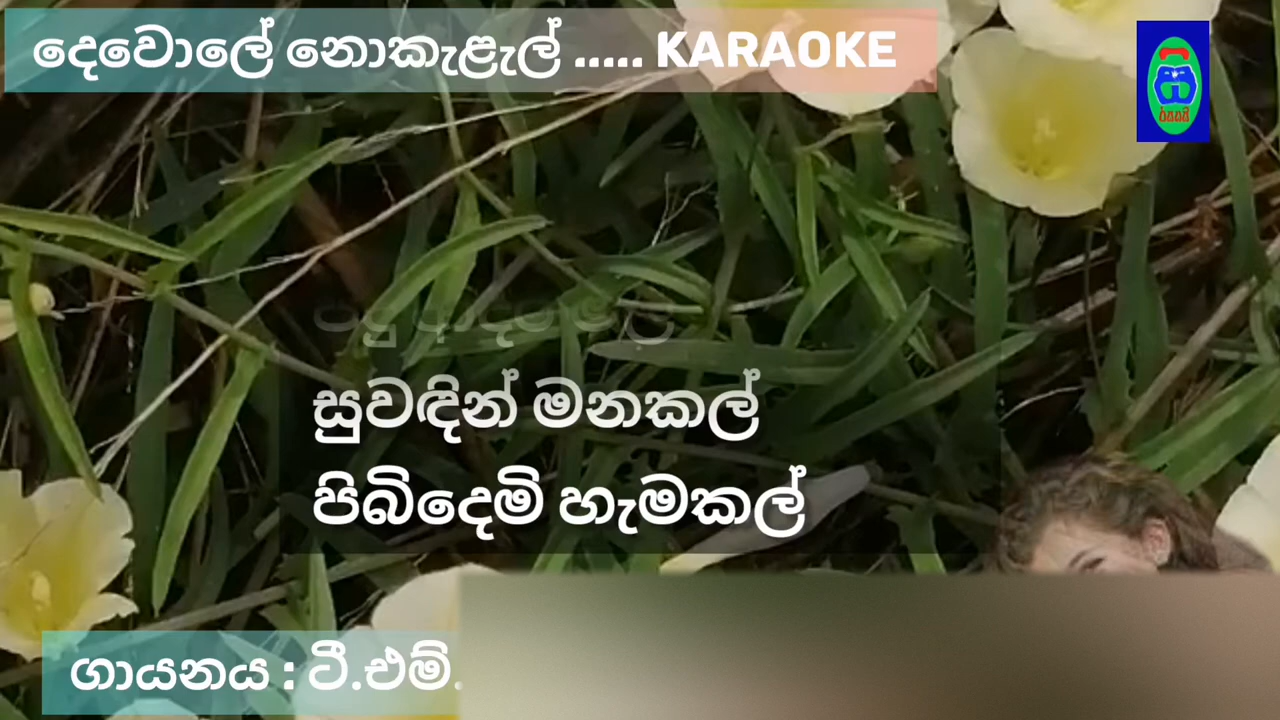 දෙවොලේ නොකැළැල් ..... KARAOKE
සුවඳින් මනකල්
පිබිදෙමි හැමකල්
ගායනය : ටී.එම්.